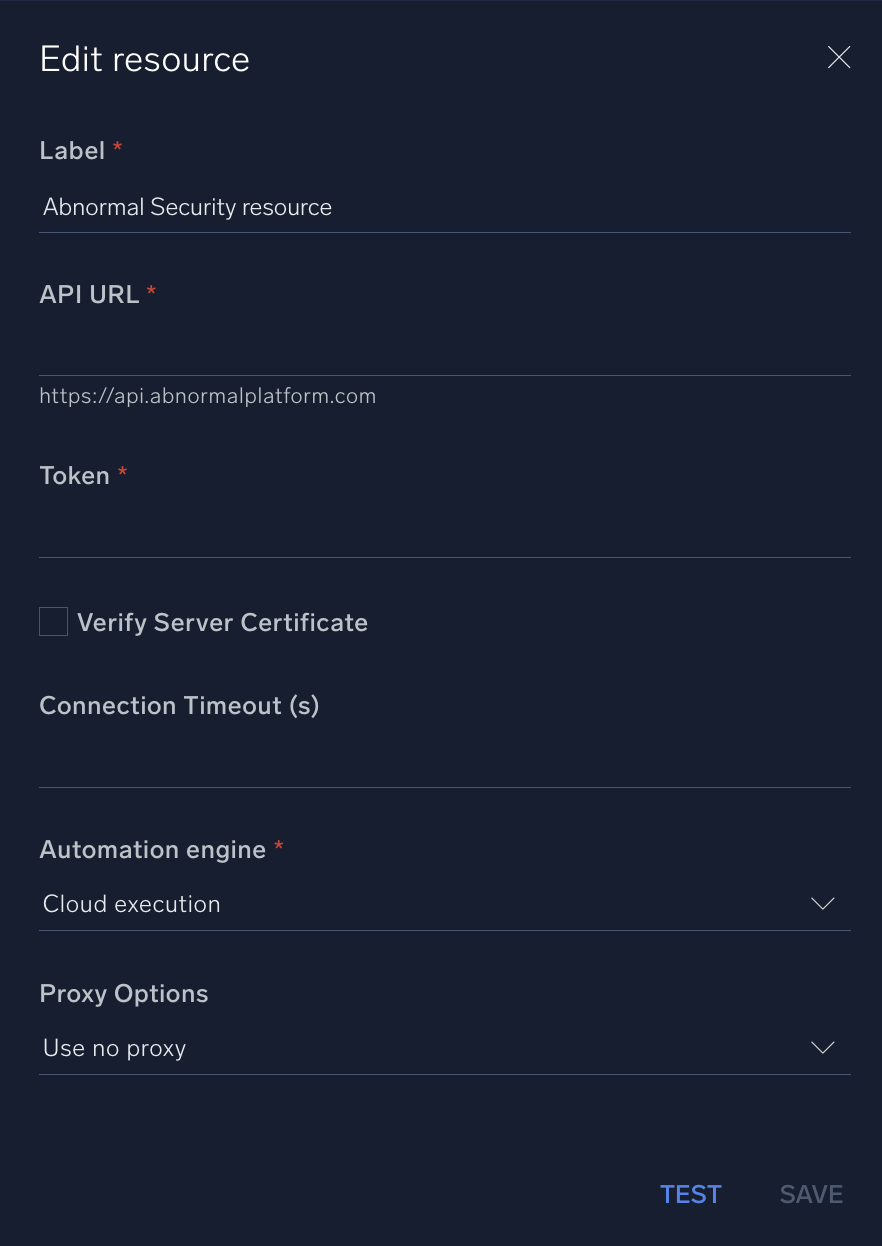 Edit resource
Label *
Abnormal Security resource
API URL *
https://api.abnormalplatform.com
Token *
Verify Server Certificate
Connection Timeout (s)
Automation engine *
Cloud execution
Proxy Options
Use no proxy
TEST SAVE